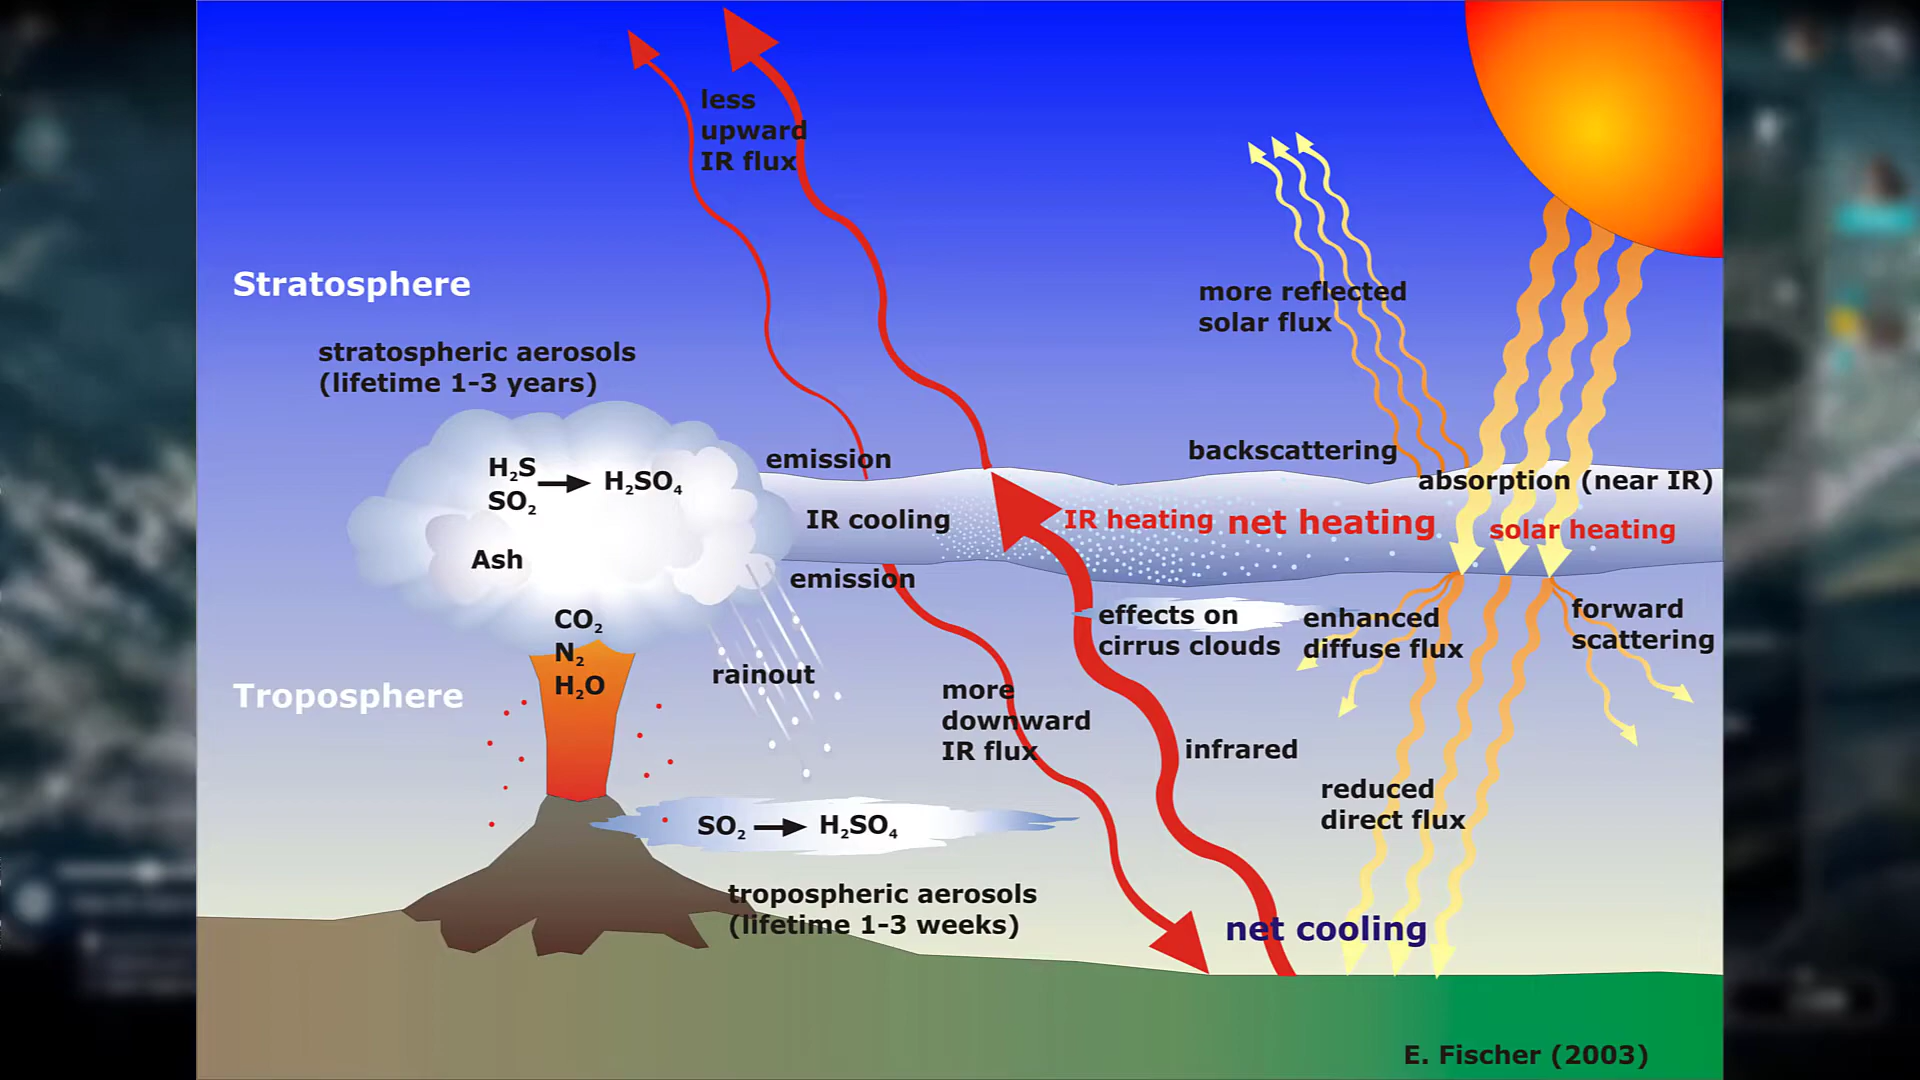 less
upward
IR flux
Stratosphere
more reflected
solar flux
stratospheric aerosols
(lifetime 1-3 years)
backscattering
emission
H₂S
SO₂
H₂SO₄
absorption (near IR)
IR cooling
IR heating
net heating
solar heating
Ash
emission
CO₂
N₂
H₂O
effects on
cirrus clouds
enhanced
diffuse flux
forward
scattering
rainout
Troposphere
more
downward
IR flux
infrared
reduced
direct flux
SO₂
H₂SO₄
tropospheric aerosols
(lifetime 1-3 weeks)
net cooling
E. Fischer (2003)